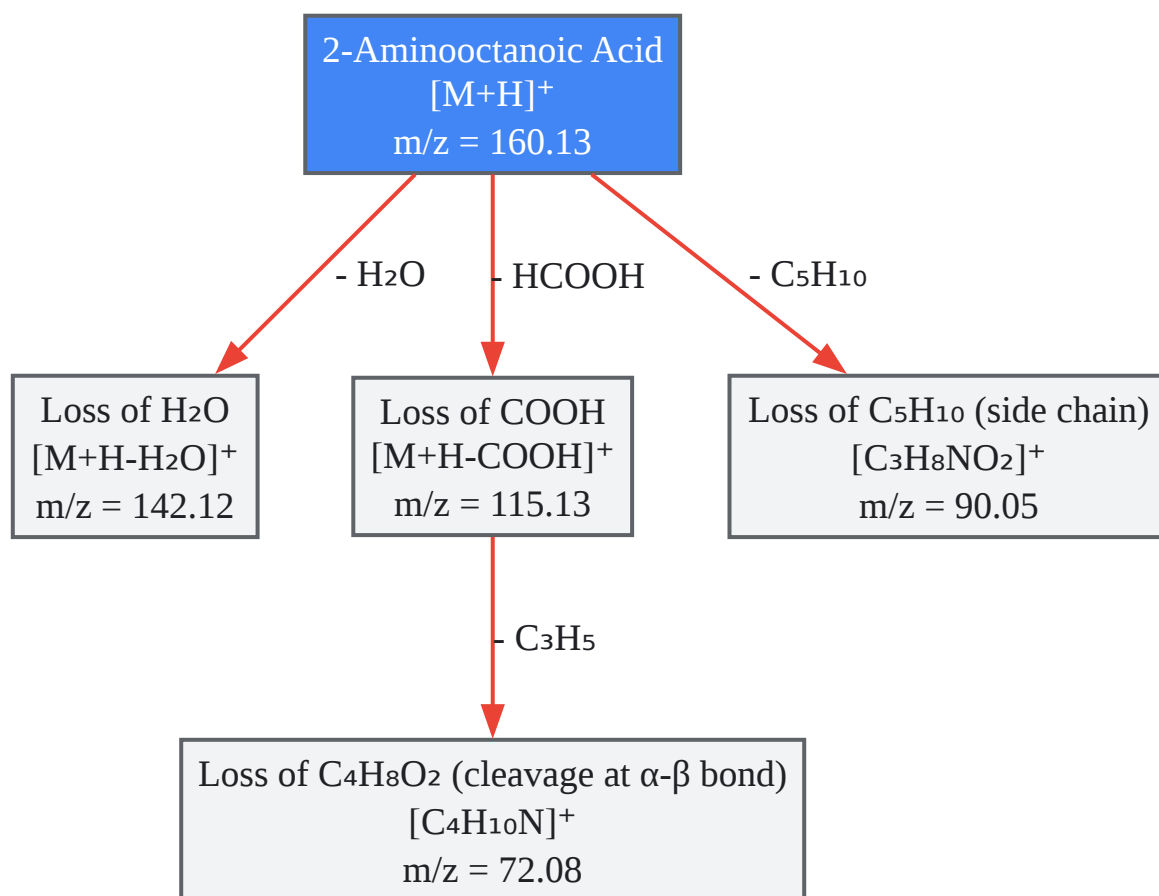 2-Aminooctanoic Acid
[M+H]⁺
m/z = 160.13
- H₂O
- HCOOH
- C₅H₁₀
Loss of H₂O
[M+H-H₂O]⁺
m/z = 142.12
Loss of COOH
[M+H-COOH]⁺
m/z = 115.13
Loss of C₅H₁₀ (side chain)
[C₃H₈NO₂]⁺
m/z = 90.05
- C₃H₅
Loss of C₄H₈O₂ (cleavage at α-β bond)
[C₄H₁₀N]⁺
m/z = 72.08